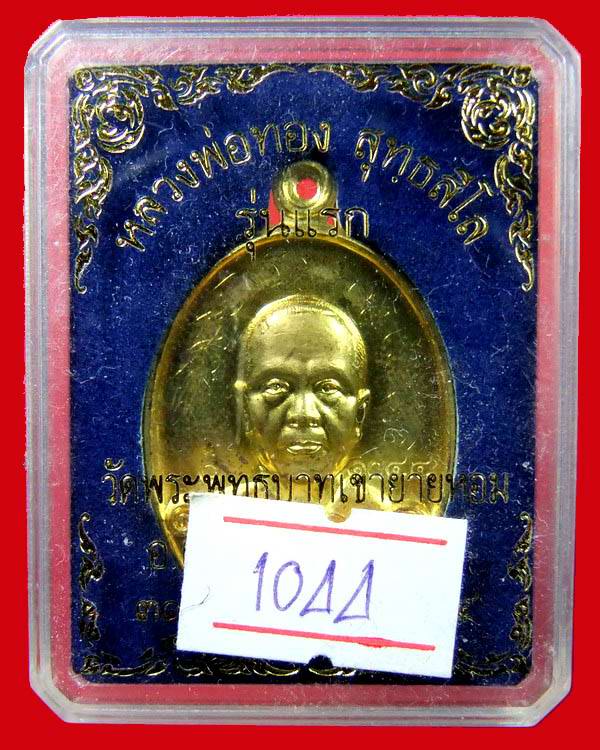 หลวงพ่อทอง สุทธสีโล
รุ่นแรก
วัดพระพุทธบาทเขายายหอม
1044